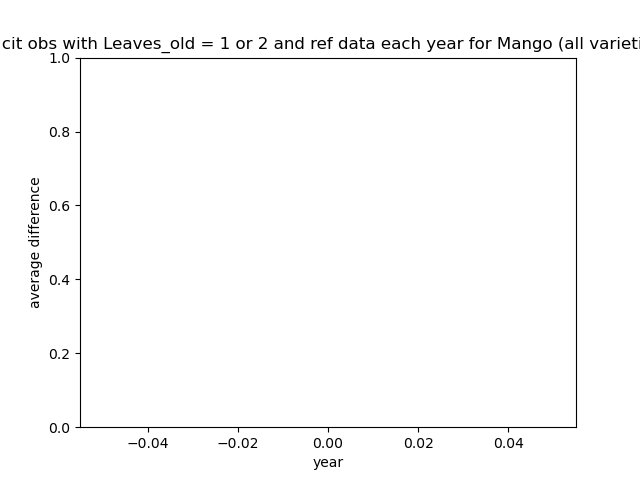 cit obs with Leaves_old = 1 or 2 and ref data each year for Mango (all varieti
1.0
0.8
0.6
0.4
0.2
0.0
average difference
−0.04 −0.02 0.00 0.02 0.04
year